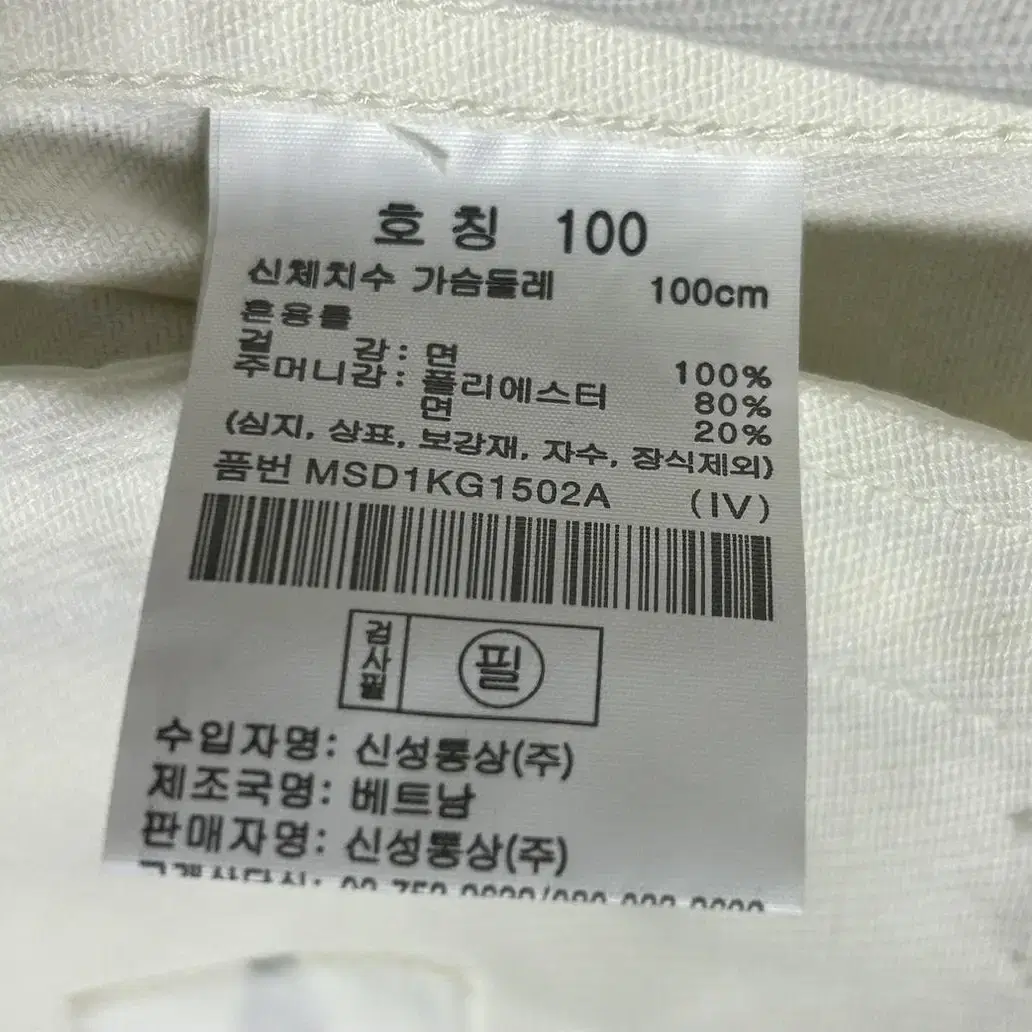 호 칭 100
신체치수 가슴둘레 100cm
혼용률
겉 감 : 면 100%
주머니감 : 폴리에스터 80%
면 20%
(심지, 상표, 보강재, 자수, 장식제외)
품번 MSD1KG1502A (IV)
검사필 필
수입자명: 신성통상(주)
제조국명: 베트남
판매자명: 신성통상(주)